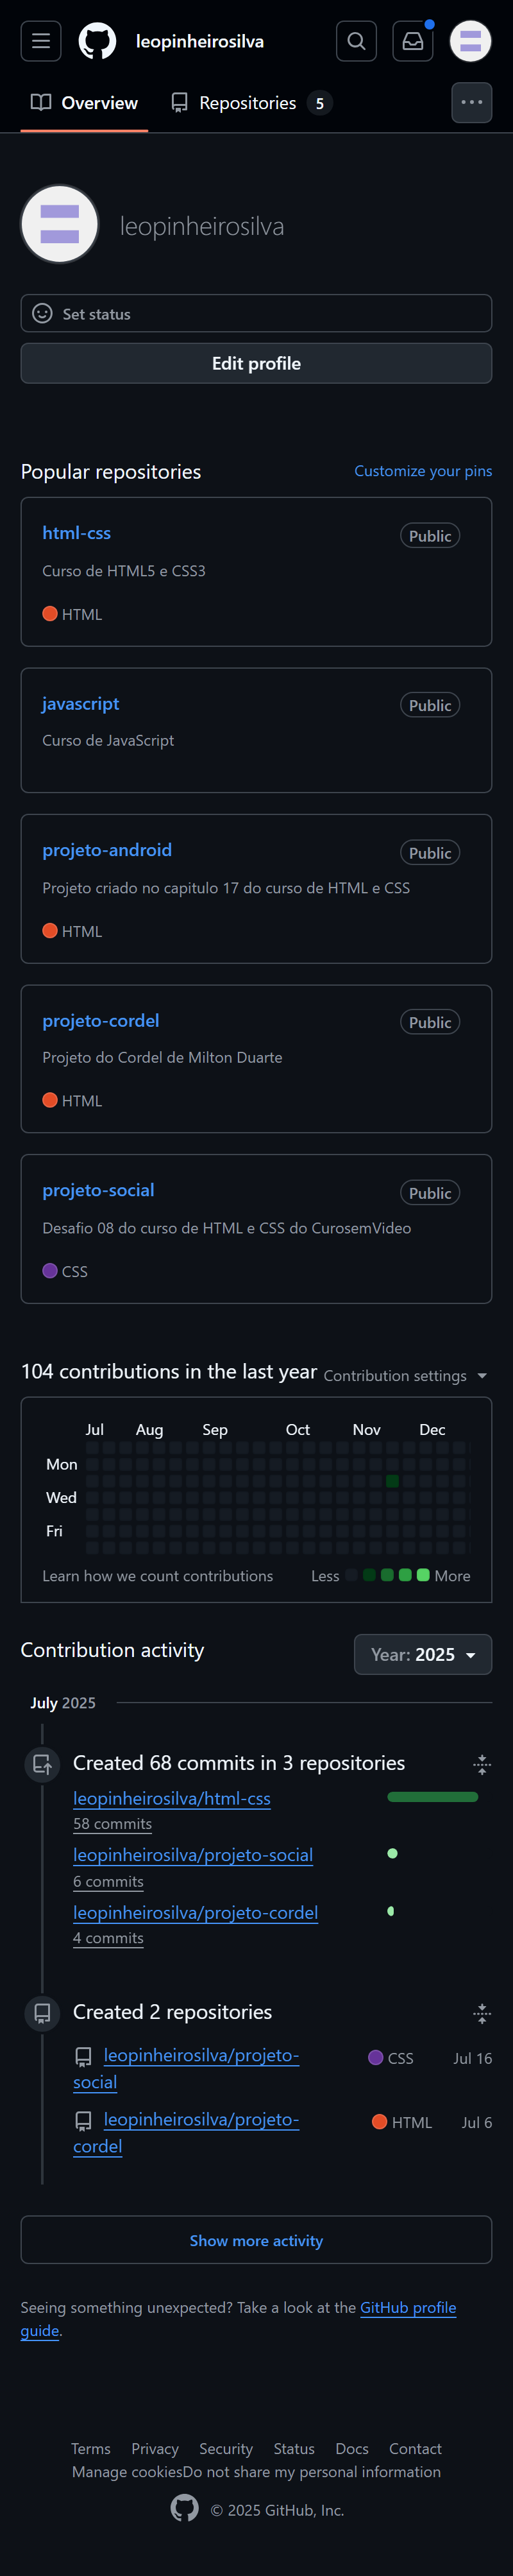 leopinheirosilva
Overview
Repositories 5
leopinheirosilva
Set status
Edit profile
Popular repositories
Customize your pins
html-css
Public
Curso de HTML5 e CSS3
HTML
javascript
Public
Curso de JavaScript
projeto-android
Public
Projeto criado no capitulo 17 do curso de HTML e CSS
HTML
projeto-cordel
Public
Projeto do Cordel de Milton Duarte
HTML
projeto-social
Public
Desafio 08 do curso de HTML e CSS do CurosemVideo
CSS
104 contributions in the last year
Contribution settings
Jul Aug Sep Oct Nov Dec
Mon
Wed
Fri
Learn how we count contributions
Less More
Contribution activity
Year: 2025
July 2025
Created 68 commits in 3 repositories
leopinheirosilva/html-css
58 commits
leopinheirosilva/projeto-social
6 commits
leopinheirosilva/projeto-cordel
4 commits
Created 2 repositories
leopinheirosilva/projeto-
social
CSS Jul 16
leopinheirosilva/projeto-
cordel
HTML Jul 6
Show more activity
Seeing something unexpected? Take a look at the GitHub profile
guide.
Terms Privacy Security Status Docs Contact
Manage cookiesDo not share my personal information
© 2025 GitHub, Inc.